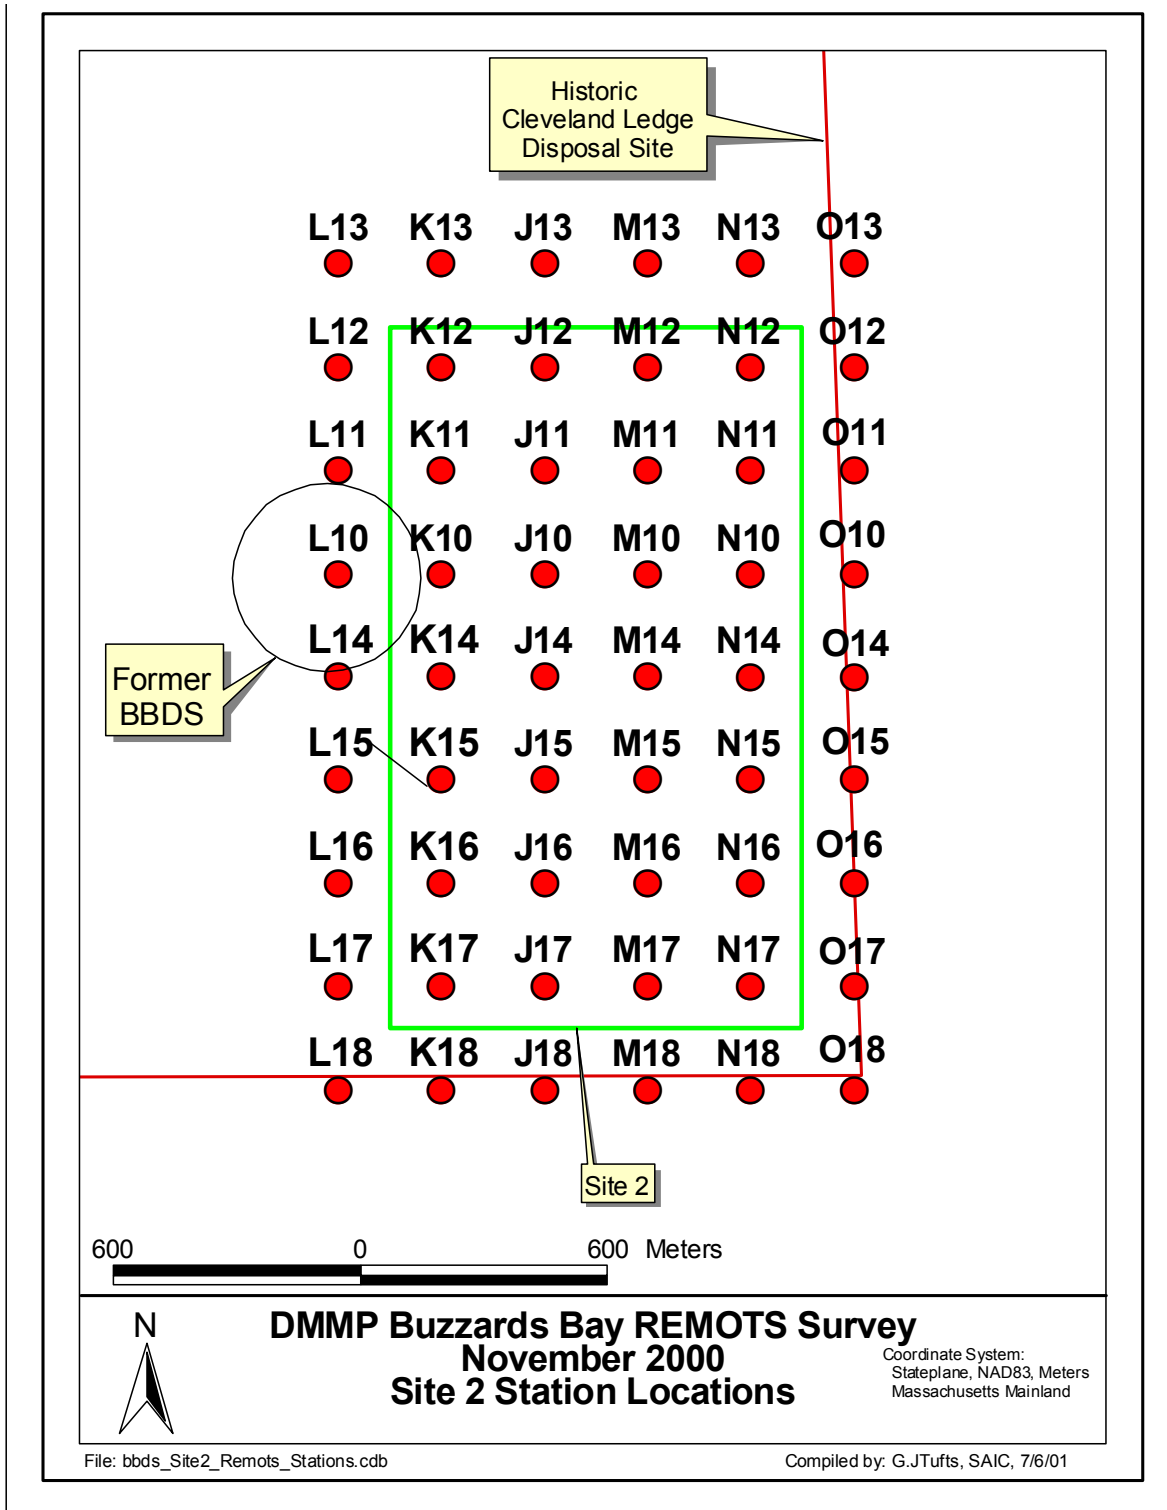 Historic
Cleveland Ledge
Disposal Site
L13 K13 J13 M13 N13 O13
L12 K12 J12 M12 N12 O12
L11 K11 J11 M11 N11 O11
L10 K10 J10 M10 N10 O10
L14 K14 J14 M14 N14 O14
Former
BBDS
L15 K15 J15 M15 N15 O15
L16 K16 J16 M16 N16 O16
L17 K17 J17 M17 N17 O17
L18 K18 J18 M18 N18 O18
Site 2
600 0 600 Meters
N
DMMP Buzzards Bay REMOTS Survey
November 2000
Site 2 Station Locations
Coordinate System:
Stateplane, NAD83, Meters
Massachusetts Mainland
File: bbds_Site2_Remots_Stations.cdb
Compiled by: G.JTufts, SAIC, 7/6/01